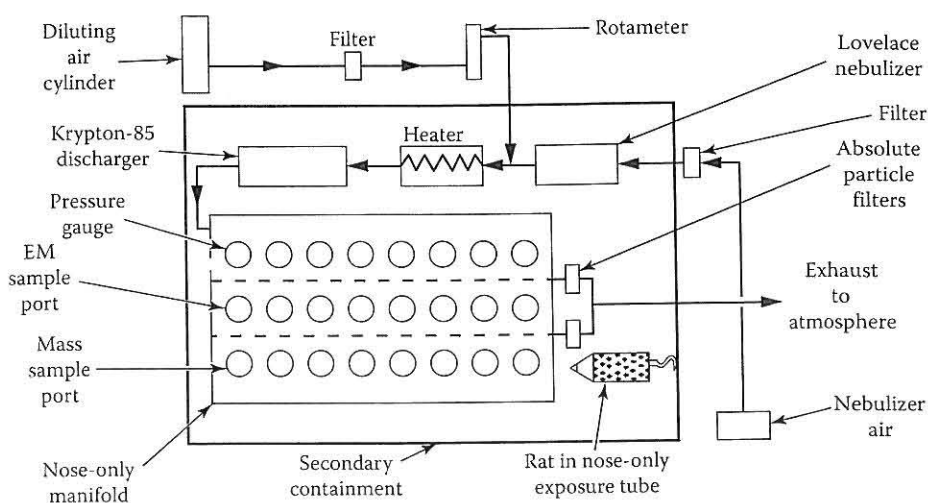 Diluting
air
cylinder
Filter
Rotameter
Lovelace
nebulizer
Filter
Krypton-85
discharger
Heater
Absolute
particle
filters
Pressure
gauge
EM
sample
port
Exhaust
to
atmosphere
Mass
sample
port
Nose-only
manifold
Secondary
containment
Rat in nose-only
exposure tube
Nebulizer
air